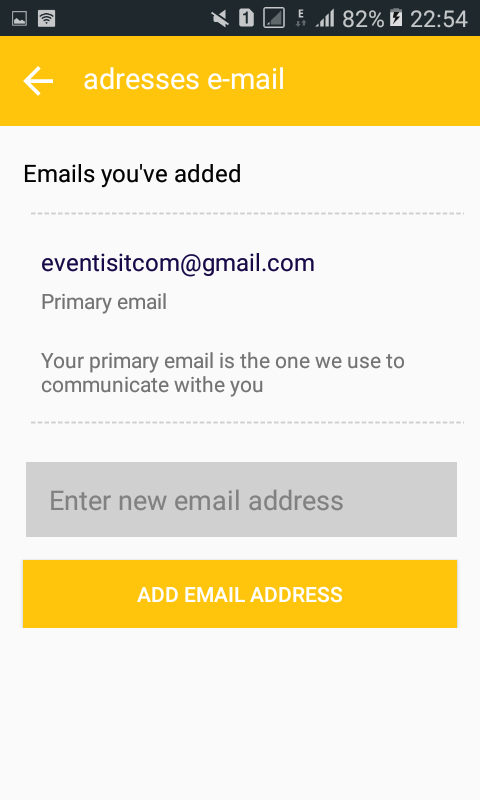 82% 22:54
adresses e-mail
Emails you've added
eventisitcom@gmail.com
Primary email
Your primary email is the one we use to
communicate withe you
Enter new email address
ADD EMAIL ADDRESS